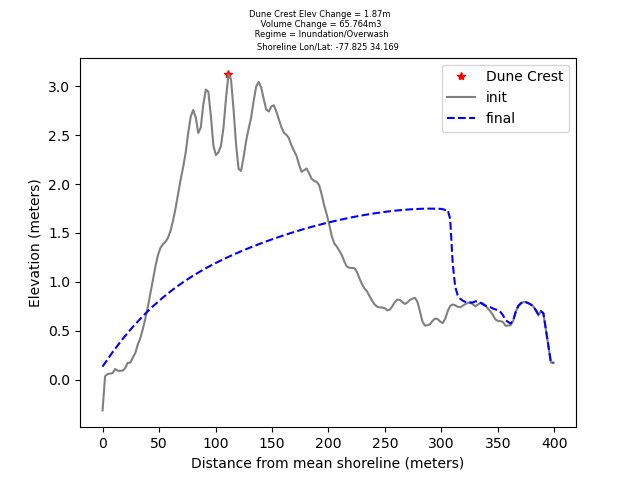 Dune Crest Elev Change = 1.87m
Volume Change = 65.764m3
Regime = Inundation/Overwash
Shoreline Lon/Lat: -77.825 34.169
Dune Crest
init
final
Elevation (meters)
3.0
2.5
2.0
1.5
1.0
0.5
0.0
0 50 100 150 200 250 300 350 400
Distance from mean shoreline (meters)